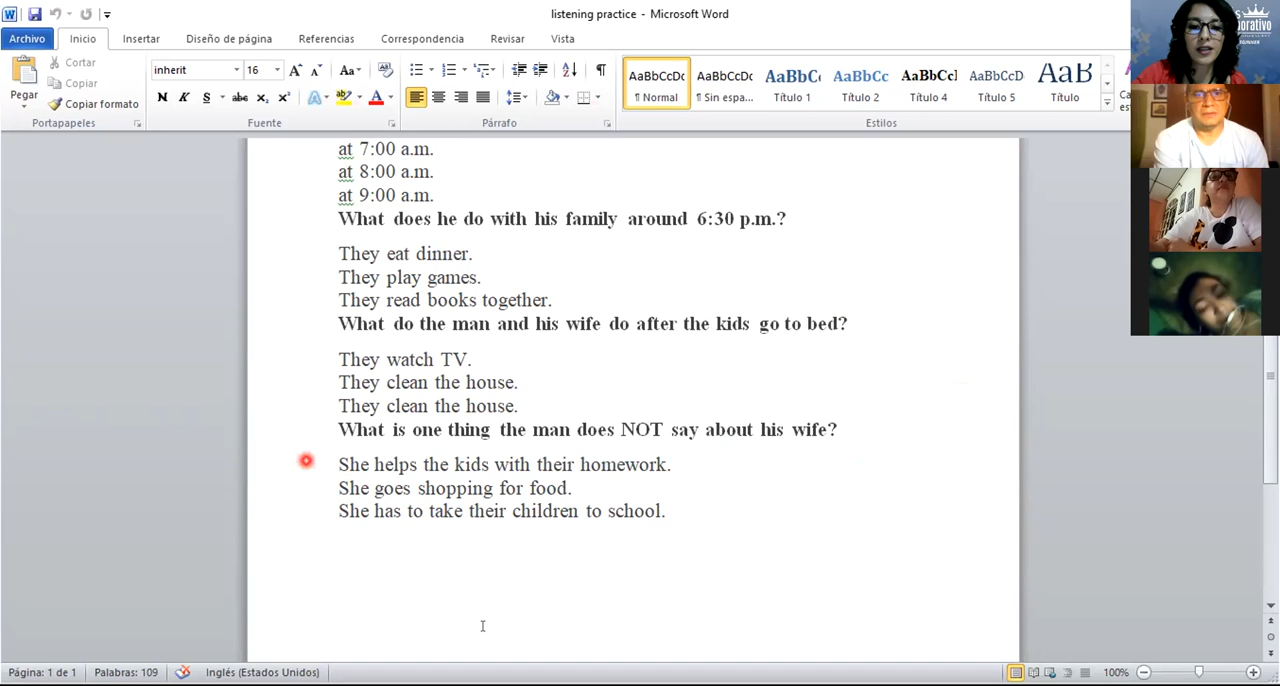 listening practice - Microsoft Word
Archivo Inicio Insertar Diseño de página Referencias Correspondencia Revisar Vista
Pegar
Cortar
Copiar
Copiar formato
Portapapeles
inherit 16
Fuente
Párrafo
AaBbCcDc AaBbCcDc AaBbC AaBbCc AaBbCcI AaBbCcD AaB
¶ Normal ¶ Sin espa... Título 1 Título 2 Título 4 Título 5 Título
Estilos
at 7:00 a.m.
at 8:00 a.m.
at 9:00 a.m.
What does he do with his family around 6:30 p.m.?
They eat dinner.
They play games.
They read books together.
What do the man and his wife do after the kids go to bed?
They watch TV.
They clean the house.
They clean the house.
What is one thing the man does NOT say about his wife?
She helps the kids with their homework.
She goes shopping for food.
She has to take their children to school.
Página: 1 de 1 Palabras: 109 Inglés (Estados Unidos) 100%